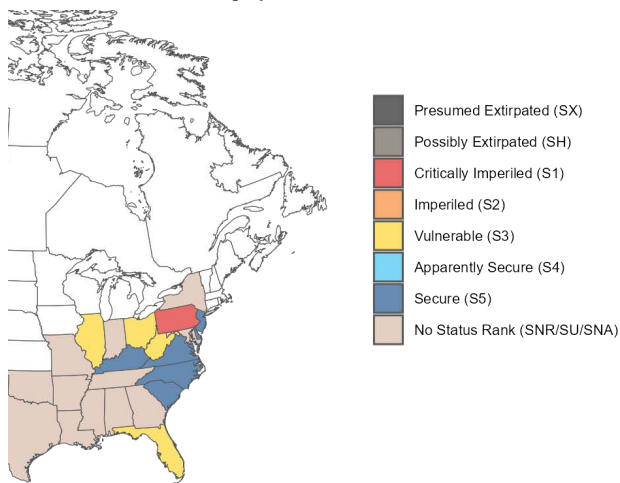 Presumed Extirpated (SX)
Possibly Extirpated (SH)
Critically Imperiled (S1)
Imperiled (S2)
Vulnerable (S3)
Apparently Secure (S4)
Secure (S5)
No Status Rank (SNR/SU/SNA)